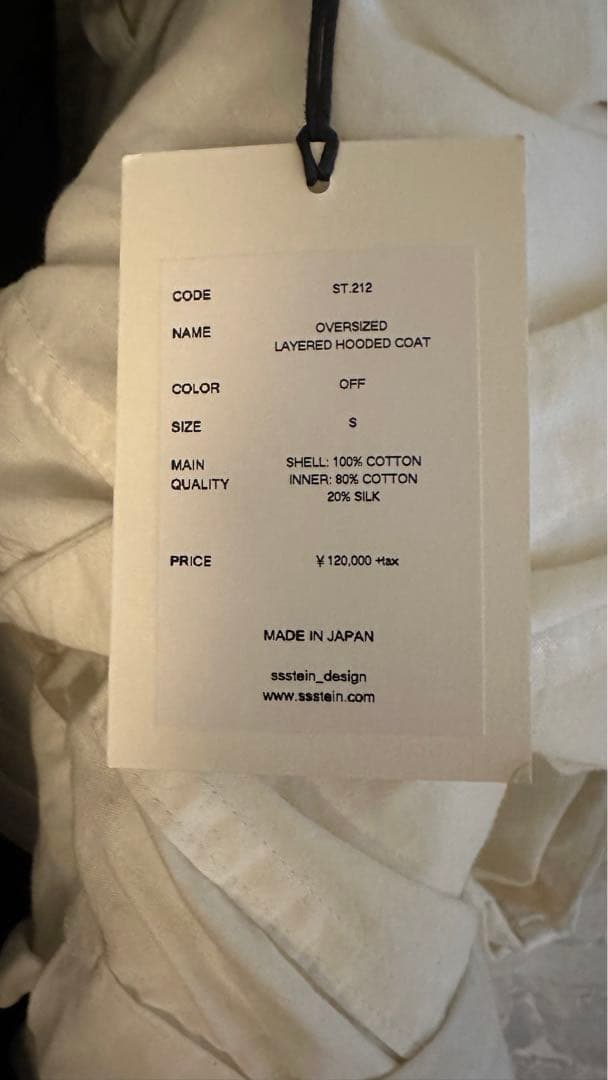 CODE ST.212
NAME OVERSIZED
LAYERED HOODED COAT
COLOR OFF
SIZE S
MAIN SHELL: 100% COTTON
QUALITY INNER: 80% COTTON
20% SILK
PRICE ¥120,000 +tax
MADE IN JAPAN
ssstein_design
www.ssstein.com